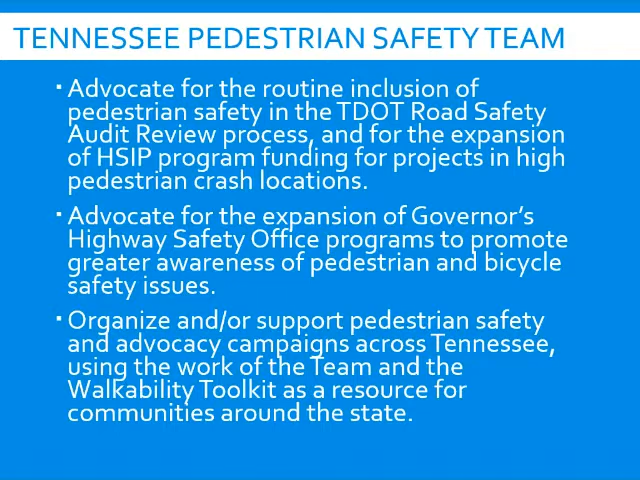 TENNESSEE PEDESTRIAN SAFETY TEAM
▪ Advocate for the routine inclusion of
pedestrian safety in the TDOT Road Safety
Audit Review process, and for the expansion
of HSIP program funding for projects in high
pedestrian crash locations.
▪ Advocate for the expansion of Governor's
Highway Safety Office programs to promote
greater awareness of pedestrian and bicycle
safety issues.
▪ Organize and/or support pedestrian safety
and advocacy campaigns across Tennessee,
using the work of the Team and the
Walkability Toolkit as a resource for
communities around the state.